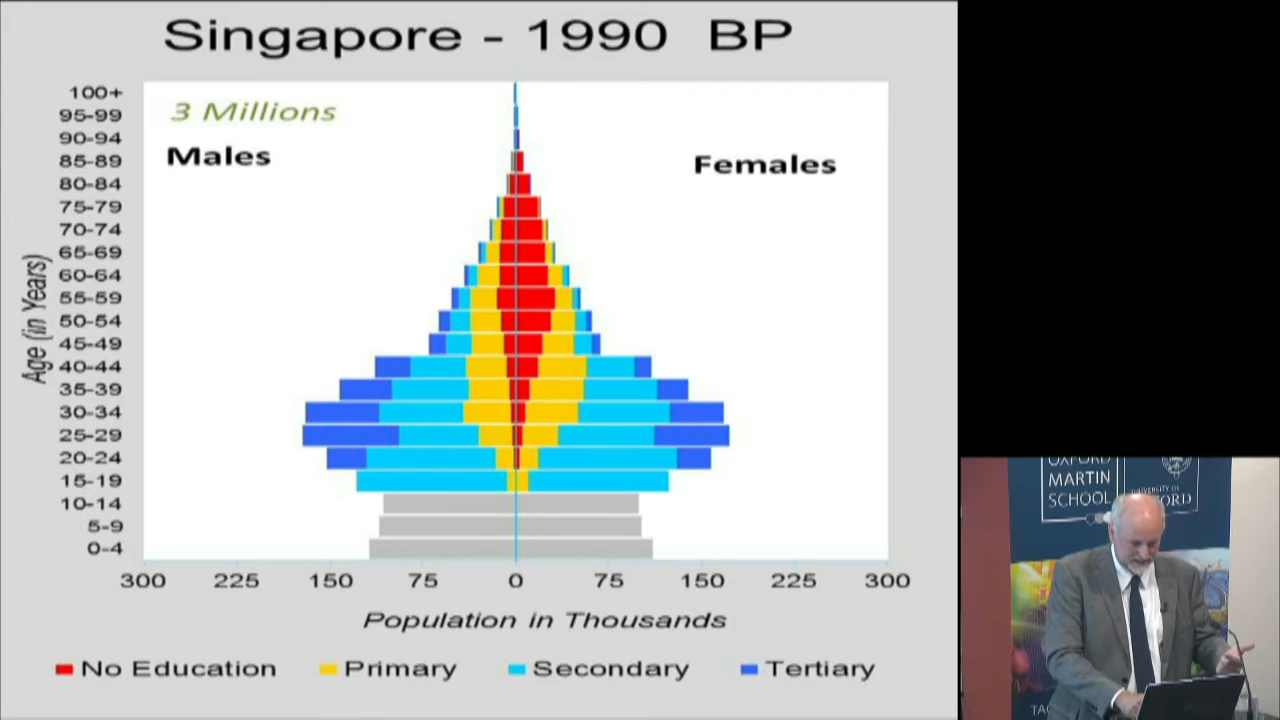 Singapore - 1990 BP
3 Millions
Males
Females
Age (in Years)
100+
95-99
90-94
85-89
80-84
75-79
70-74
65-69
60-64
55-59
50-54
45-49
40-44
35-39
30-34
25-29
20-24
15-19
10-14
5-9
0-4
300 225 150 75 0 75 150 225 300
Population in Thousands
No Education Primary Secondary Tertiary
OXFORD
MARTIN
SCHOOL
UNIVERSITY OF